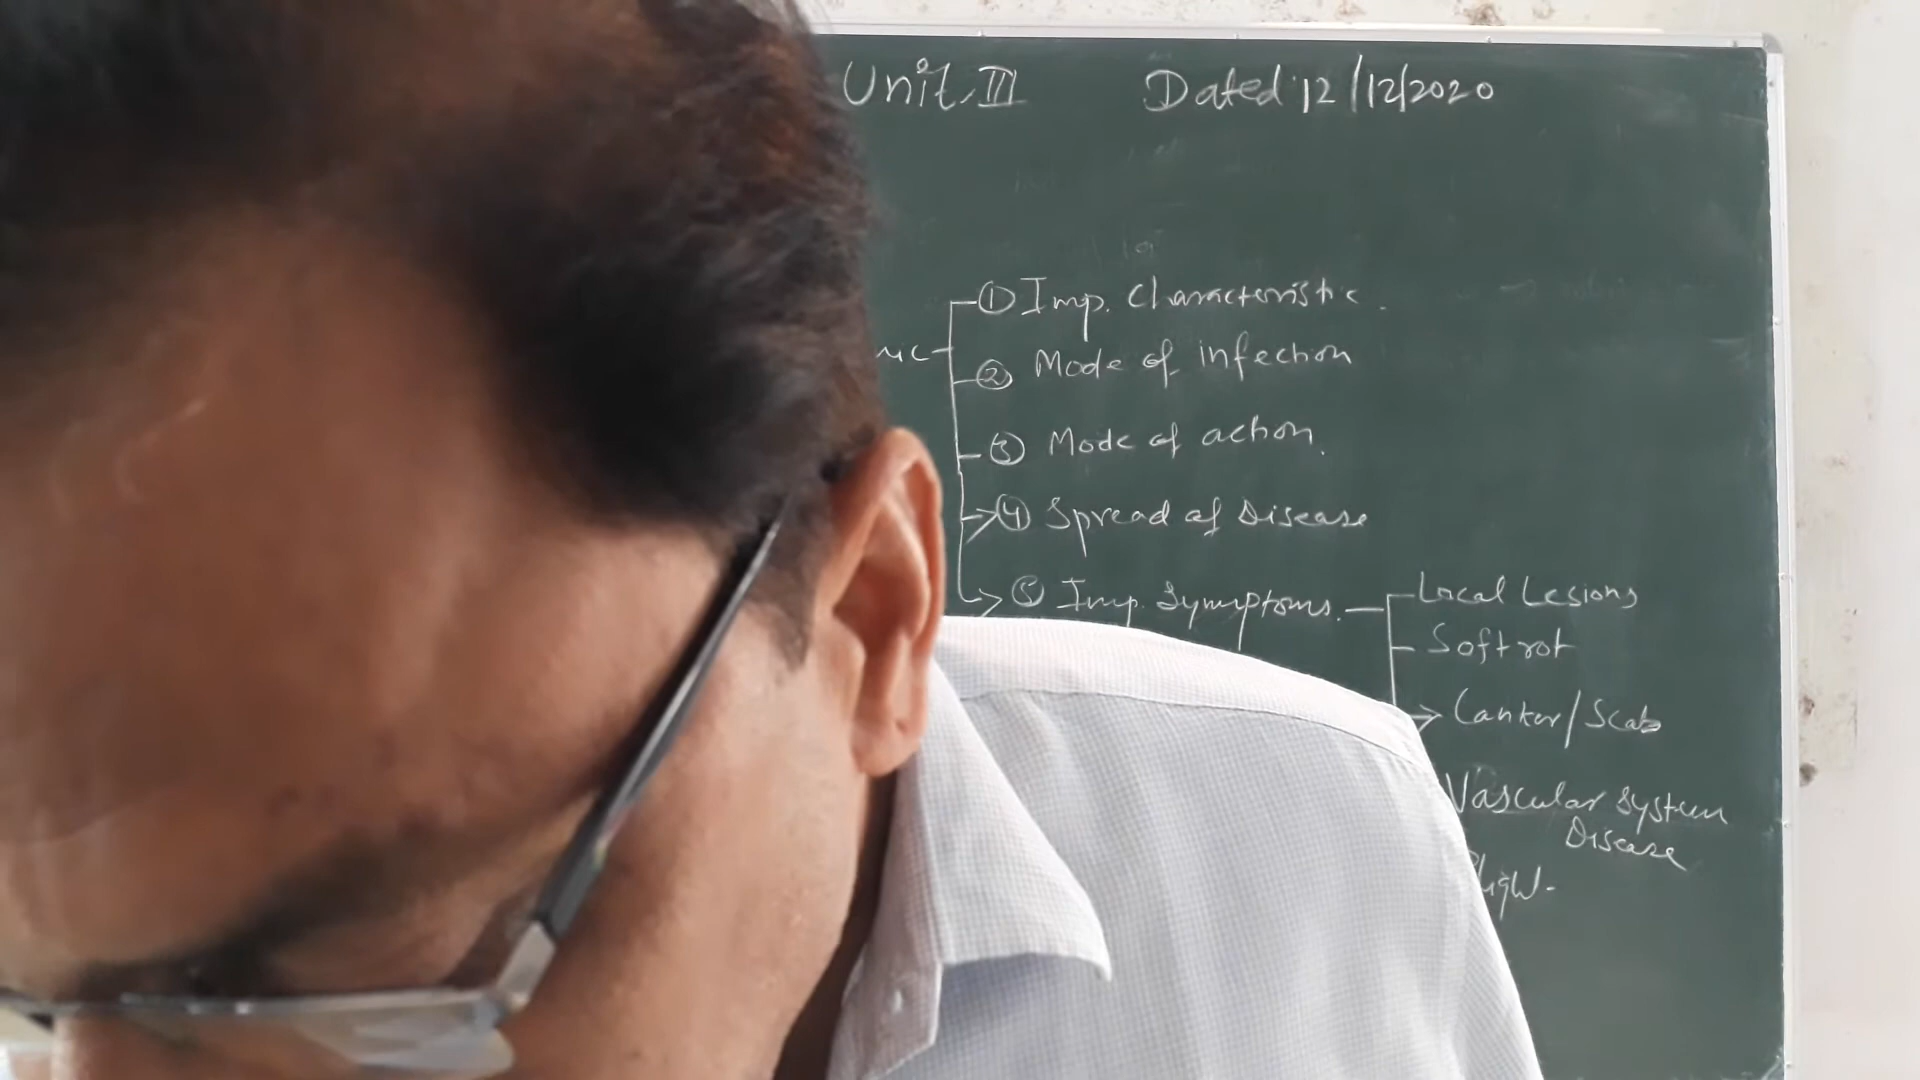 Unit. III Dated 12/12/2020
① Imp. Characteristic.
② Mode of infection
③ Mode of action.
④ Spread of Disease
⑤ Imp. Symptoms. Local Lesions
Soft rot
Canker/Scab
Vascular System
Disease